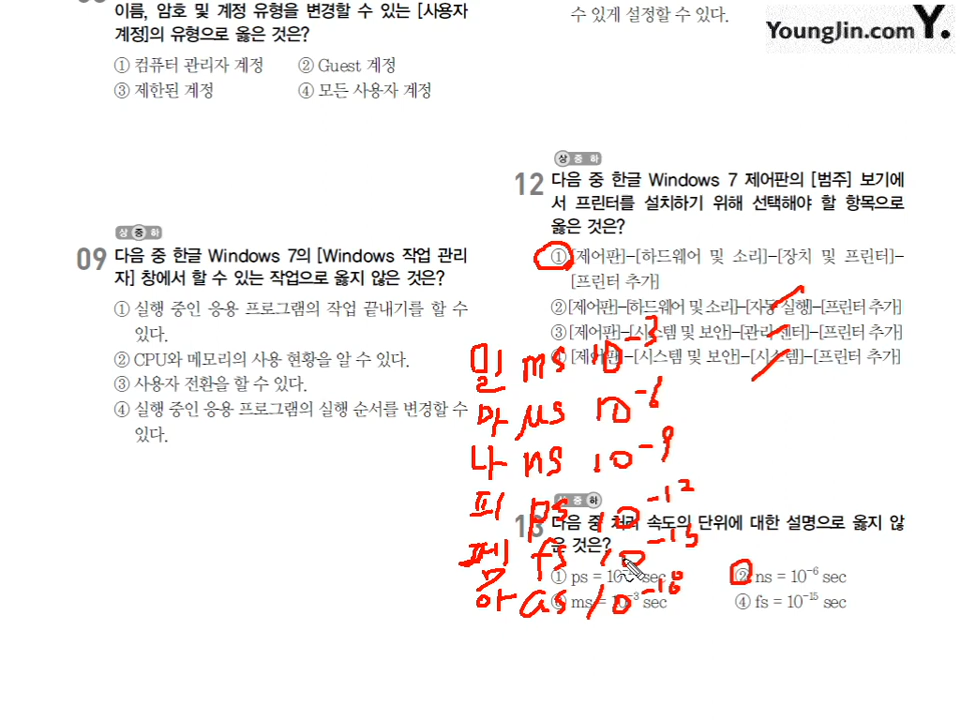 이름, 암호 및 계정 유형을 변경할 수 있는 [사용자
계정]의 유형으로 옳은 것은?
① 컴퓨터 관리자 계정 ② Guest 계정
③ 제한된 계정 ④ 모든 사용자 계정
상 중 하
09 다음 중 한글 Windows 7의 [Windows 작업 관리
자] 창에서 할 수 있는 작업으로 옳지 않은 것은?
① 실행 중인 응용 프로그램의 작업 끝내기를 할 수
있다.
② CPU와 메모리의 사용 현황을 알 수 있다.
③ 사용자 전환을 할 수 있다.
④ 실행 중인 응용 프로그램의 실행 순서를 변경할 수
있다.
수 있게 설정할 수 있다.
YoungJin.com Y.
상 중 하
12 다음 중 한글 Windows 7 제어판의 [범주] 보기에
서 프린터를 설치하기 위해 선택해야 할 항목으로
옳은 것은?
① [제어판]-[하드웨어 및 소리]-[장치 및 프린터]-
[프린터 추가]
② [제어판]-[하드웨어 및 소리]-[자동 실행]-[프린터 추가]
③ [제어판]-[시스템 및 보안]-[관리 센터]-[프린터 추가]
④ [제어판]-[시스템 및 보안]-[시스템]-[프린터 추가]
밀 ms 10⁻³
마 μs 10⁻⁶
나 ns 10⁻⁹
피 ps 10⁻¹²
펨 fs 10⁻¹⁵
아 as 10⁻¹⁸
상 중 하
13 다음 중 처리 속도의 단위에 대한 설명으로 옳지 않
은 것은?
① ps = sec ② ns = 10⁻⁶ sec
③ ms = 10⁻³ sec ④ fs = 10⁻¹⁵ sec